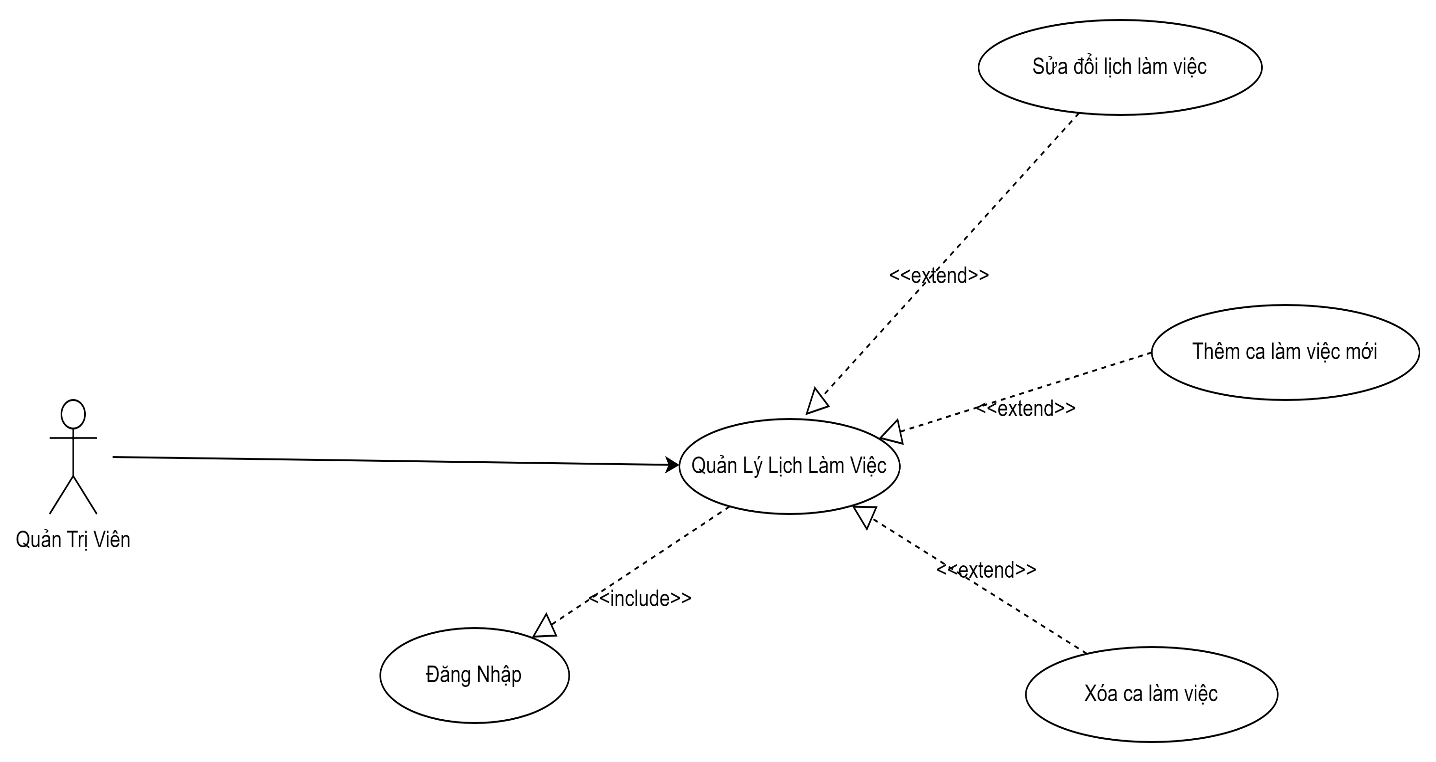 Sửa đổi lịch làm việc
<<extend>>
Thêm ca làm việc mới
<<extend>>
Quản Lý Lịch Làm Việc
Quản Trị Viên
<<extend>>
<<include>>
Đăng Nhập
Xóa ca làm việc